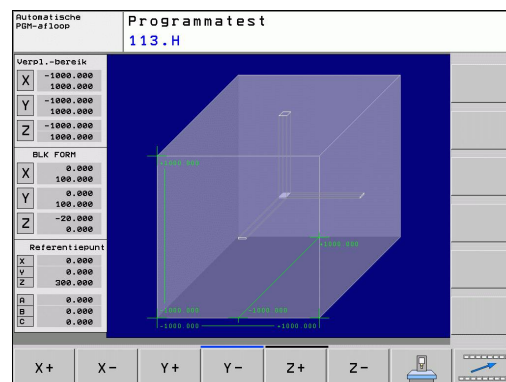 Automatische
PGM-afloop
Programmatest
113.H
Verpl.-bereik
X -1000.000
1000.000
Y -1000.000
1000.000
Z -1000.000
1000.000
BLK FORM
X 0.000
100.000
Y 0.000
100.000
Z -20.000
0.000
Referentiepunt
X 0.000
Y 0.000
Z 300.000
A 0.000
B 0.000
C 0.000
+1000.000
+1000.000
-1000.000
-1000.000
-1000.000
+1000.000
X+
X-
Y+
Y-
Z+
Z-